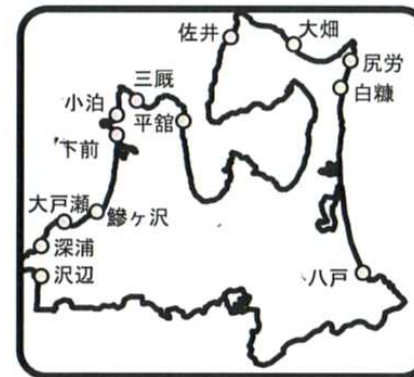 佐井
大畑
尻労
白糠
三厩
小泊
平舘
下前
大戸瀬
鰺ヶ沢
深浦
沢辺
八戸